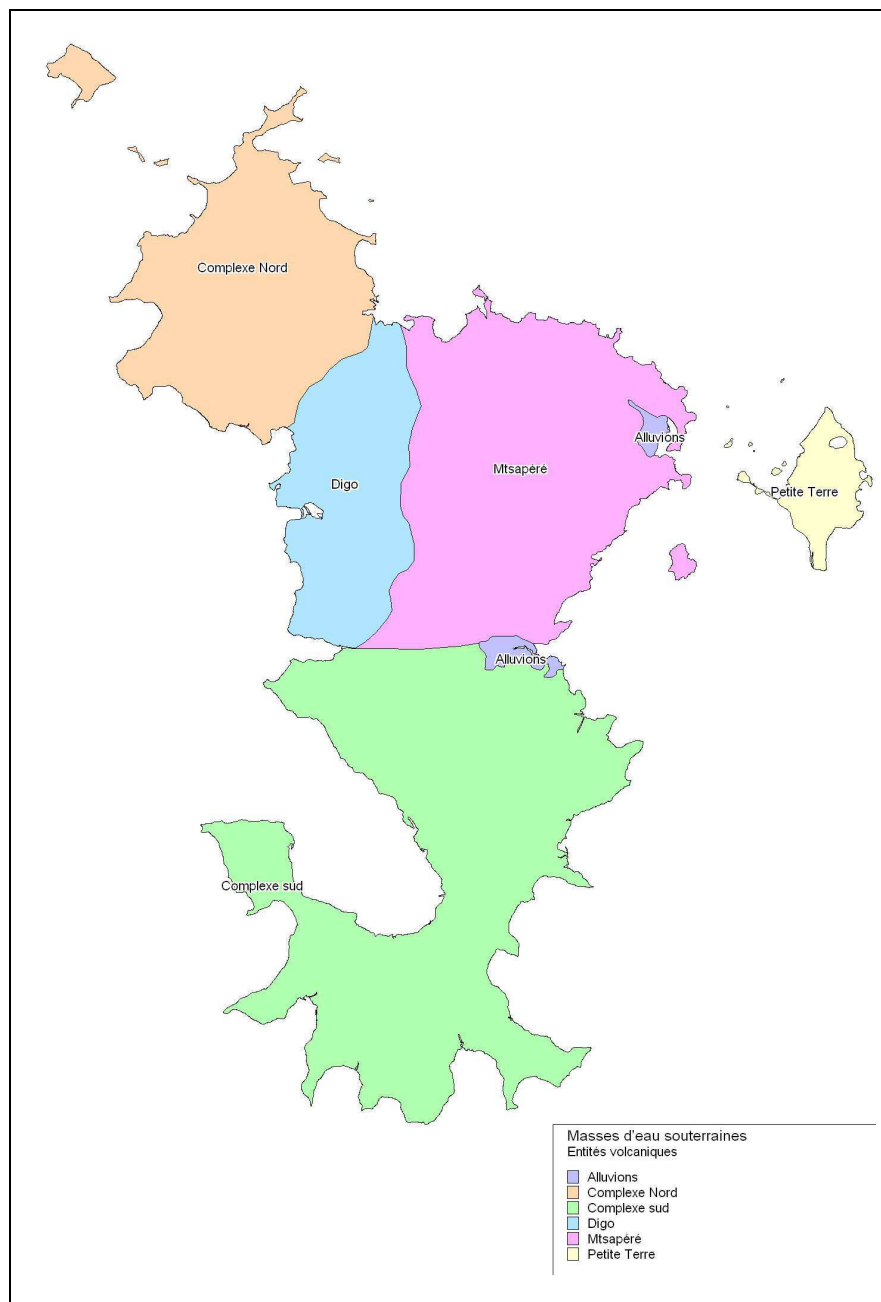 Complexe Nord
Alluvions
Mtsapéré
Digo
Petite Terre
Alluvions
Complexe sud
Masses d'eau souterraines
Entités volcaniques
Alluvions
Complexe Nord
Complexe sud
Digo
Mtsapéré
Petite Terre